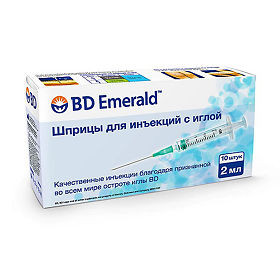 BD Emerald™
Шприцы для инъекций с иглой
10 штук
2 мл
Качественные инъекции благодаря признанной
во всем мире остроте иглы BD